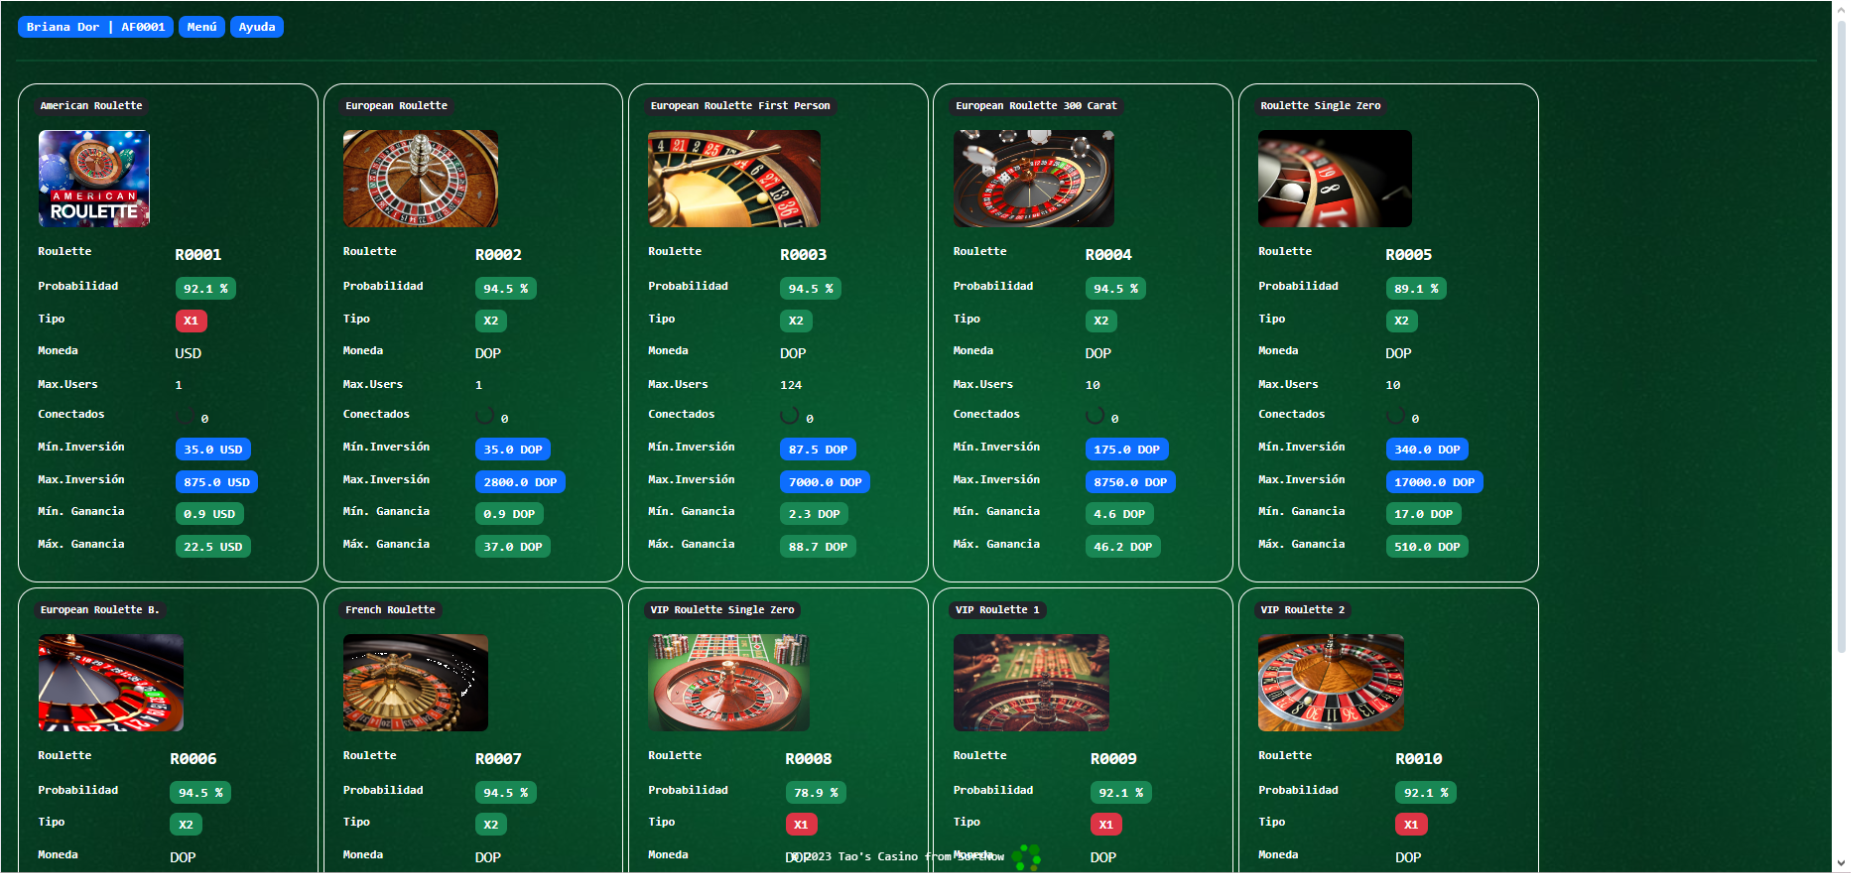 Briana Dor | AF0001 Menú Ayuda
American Roulette
AMERICAN
ROULETTE
Roulette R0001
Probabilidad 92.1 %
Tipo X1
Moneda USD
Max.Users 1
Conectados 0
Mín.Inversión 35.0 USD
Max.Inversión 875.0 USD
Mín. Ganancia 0.9 USD
Máx. Ganancia 22.5 USD
European Roulette
Roulette R0002
Probabilidad 94.5 %
Tipo X2
Moneda DOP
Max.Users 1
Conectados 0
Mín.Inversión 35.0 DOP
Max.Inversión 2800.0 DOP
Mín. Ganancia 0.9 DOP
Máx. Ganancia 37.0 DOP
European Roulette First Person
4 21 2 25
Roulette R0003
Probabilidad 94.5 %
Tipo X2
Moneda DOP
Max.Users 124
Conectados 0
Mín.Inversión 87.5 DOP
Max.Inversión 7000.0 DOP
Mín. Ganancia 2.3 DOP
Máx. Ganancia 88.7 DOP
European Roulette 300 Carat
Roulette R0004
Probabilidad 94.5 %
Tipo X2
Moneda DOP
Max.Users 10
Conectados 0
Mín.Inversión 175.0 DOP
Max.Inversión 8750.0 DOP
Mín. Ganancia 4.6 DOP
Máx. Ganancia 46.2 DOP
Roulette Single Zero
19
8
Roulette R0005
Probabilidad 89.1 %
Tipo X2
Moneda DOP
Max.Users 10
Conectados 0
Mín.Inversión 340.0 DOP
Max.Inversión 17000.0 DOP
Mín. Ganancia 17.0 DOP
Máx. Ganancia 510.0 DOP
European Roulette B.
Roulette R0006
Probabilidad 94.5 %
Tipo X2
Moneda DOP
French Roulette
Roulette R0007
Probabilidad 94.5 %
Tipo X2
Moneda DOP
VIP Roulette Single Zero
Roulette R0008
Probabilidad 78.9 %
Tipo X1
Moneda DOP
VIP Roulette 1
Roulette R0009
Probabilidad 92.1 %
Tipo X1
Moneda DOP
VIP Roulette 2
Roulette R0010
Probabilidad 92.1 %
Tipo X1
Moneda DOP
© 2023 Tao's Casino from SoftNow